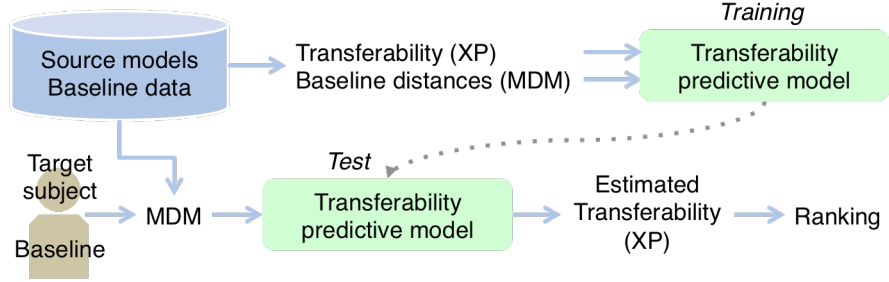 Training
Source models
Baseline data
Transferability (XP)
Baseline distances (MDM)
Transferability
predictive model
Test
Target
subject
Baseline
MDM
Transferability
predictive model
Estimated
Transferability
(XP)
Ranking